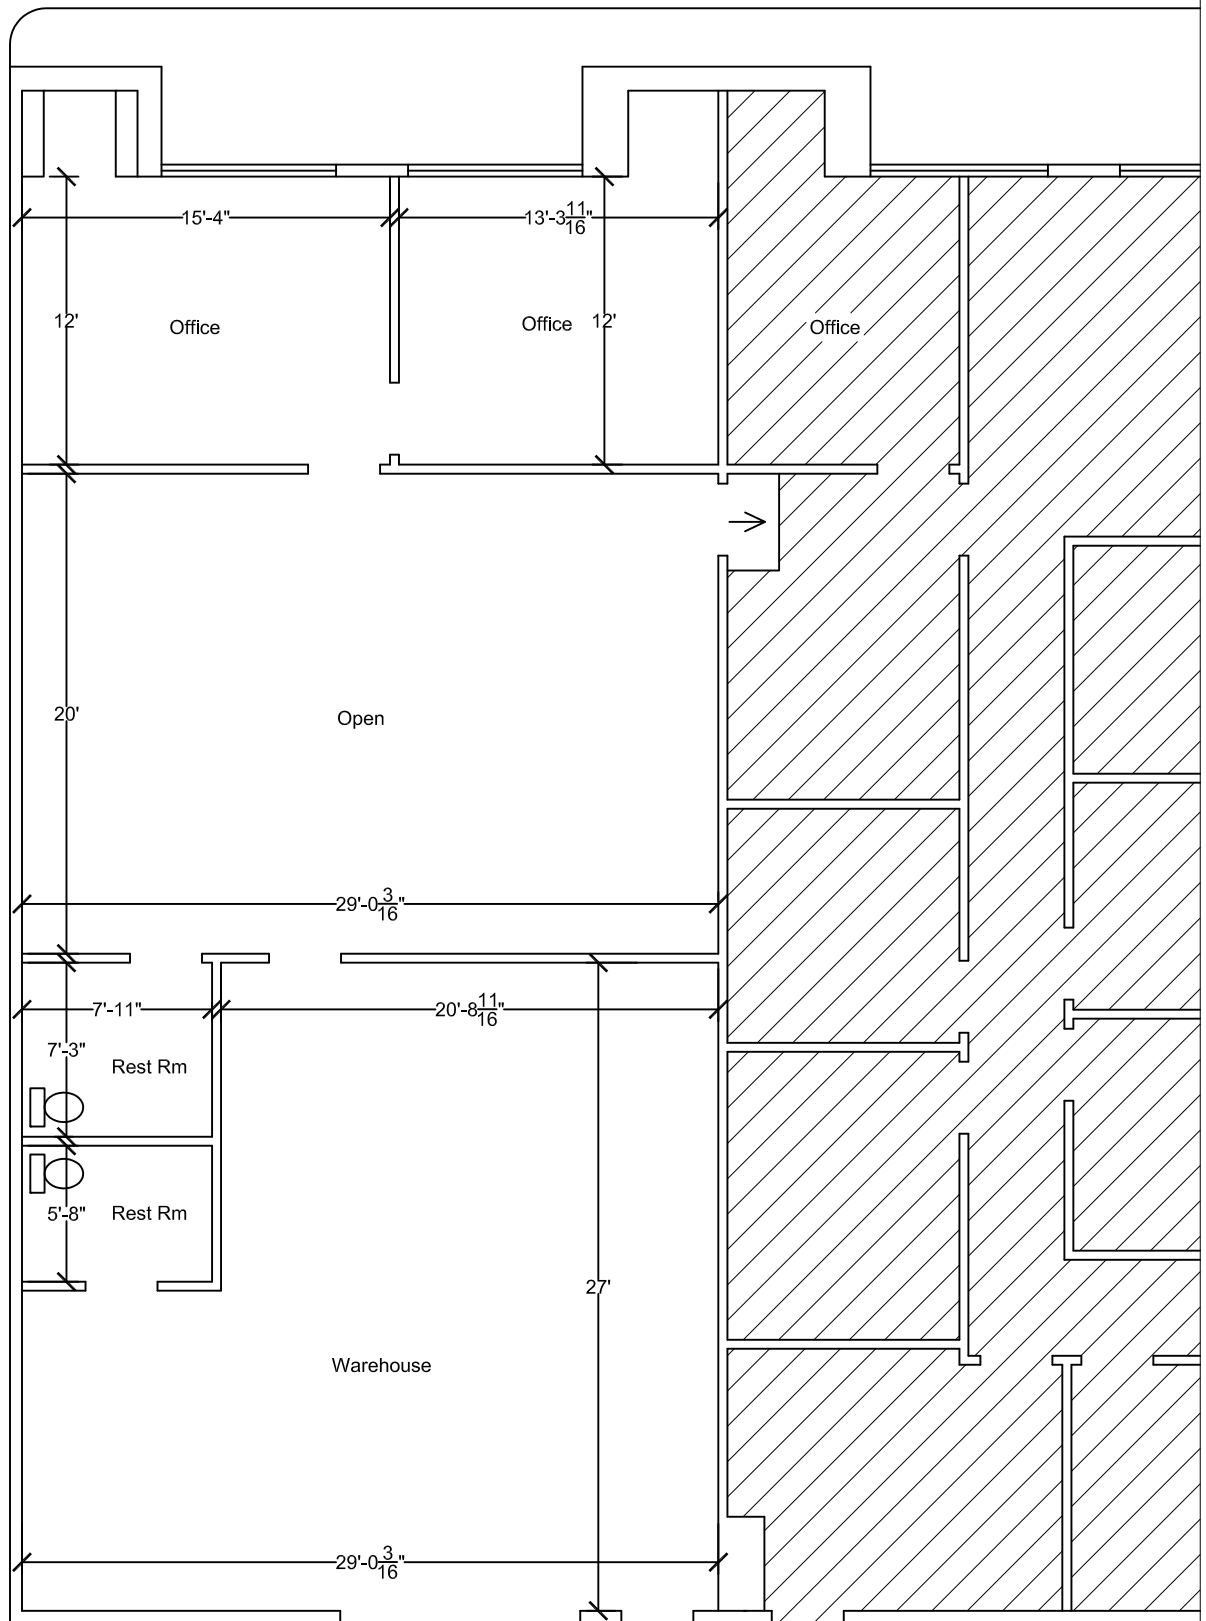 15'-4"
13'-3 11/16"
12'
Office
Office
12'
Office
20'
Open
29'-0 3/16"
7'-11"
20'-8 11/16"
7'-3"
Rest Rm
5'-8"
Rest Rm
27'
Warehouse
29'-0 3/16"